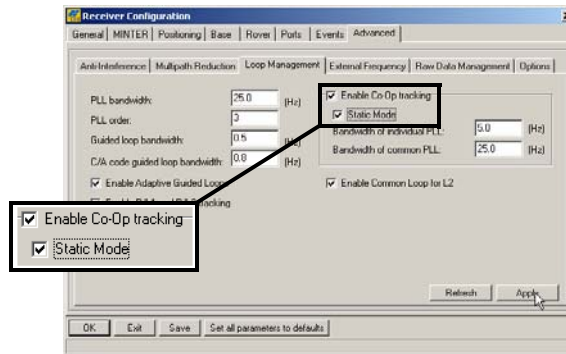 Receiver Configuration
General MINTER Positioning Base Rover Ports Events Advanced
Anti-Interference Multipath Reduction Loop Management External Frequency Raw Data Management Options
PLL bandwidth: 25.0 [Hz]
Enable Co-Op tracking
PLL order: 3
Static Mode
Guided loop bandwidth: 0.5 [Hz]
Bandwidth of individual PLL: 5.0 [Hz]
C/A code guided loop bandwidth: 0.8 [Hz]
Bandwidth of common PLL: 25.0 [Hz]
Enable Adaptive Guided Loops
Enable Common Loop for L2
tracking
Enable Co-Op tracking
Static Mode
Refresh Apply
OK Exit Save Set all parameters to defaults